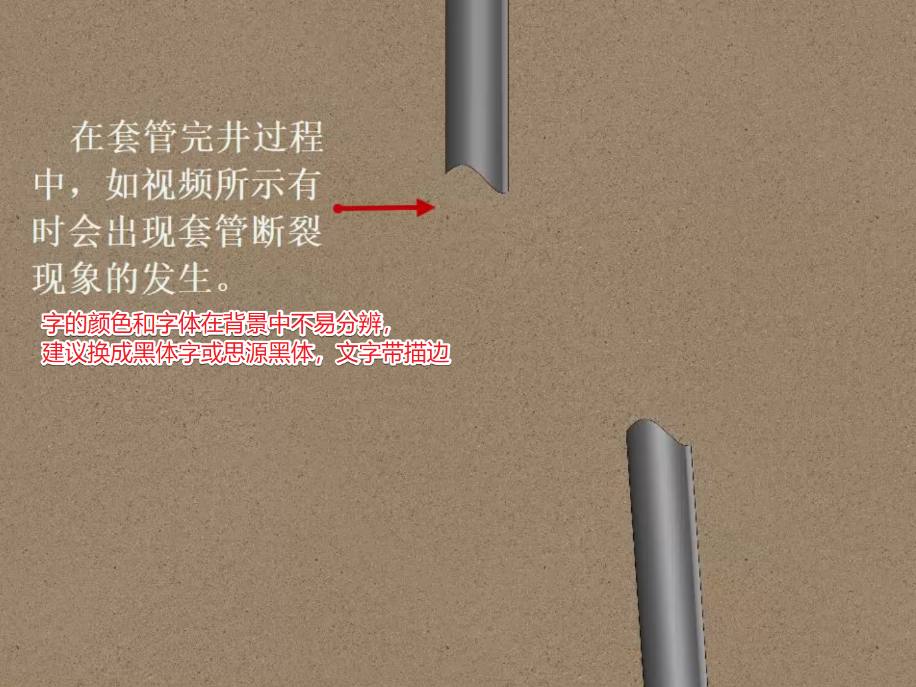 在套管完井过程
中，如视频所示有
时会出现套管断裂
现象的发生。
字的颜色和字体在背景中不易分辨，
建议换成黑体字或思源黑体，文字带描边